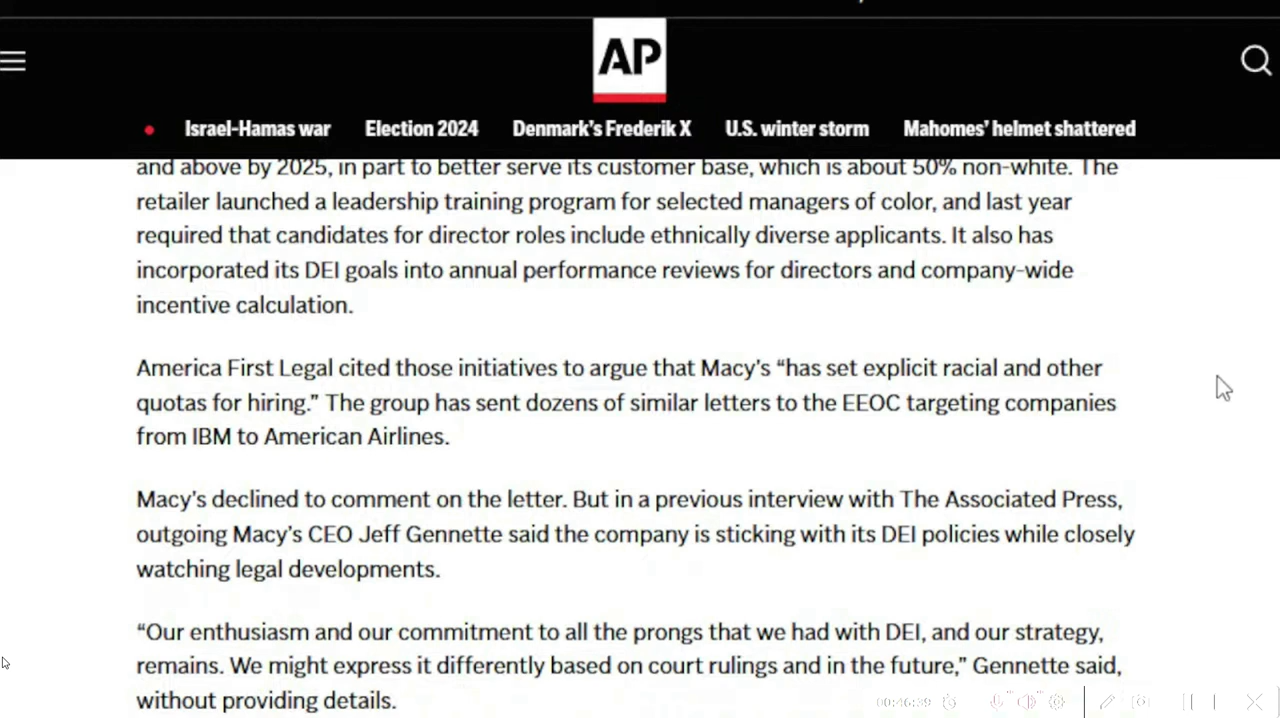 AP
Israel-Hamas war Election 2024 Denmark's Frederik X U.S. winter storm Mahomes' helmet shattered
and above by 2025, in part to better serve its customer base, which is about 50% non-white. The
retailer launched a leadership training program for selected managers of color, and last year
required that candidates for director roles include ethnically diverse applicants. It also has
incorporated its DEI goals into annual performance reviews for directors and company-wide
incentive calculation.
America First Legal cited those initiatives to argue that Macy's “has set explicit racial and other
quotas for hiring.” The group has sent dozens of similar letters to the EEOC targeting companies
from IBM to American Airlines.
Macy's declined to comment on the letter. But in a previous interview with The Associated Press,
outgoing Macy's CEO Jeff Gennette said the company is sticking with its DEI policies while closely
watching legal developments.
“Our enthusiasm and our commitment to all the prongs that we had with DEI, and our strategy,
remains. We might express it differently based on court rulings and in the future,” Gennette said,
without providing details.